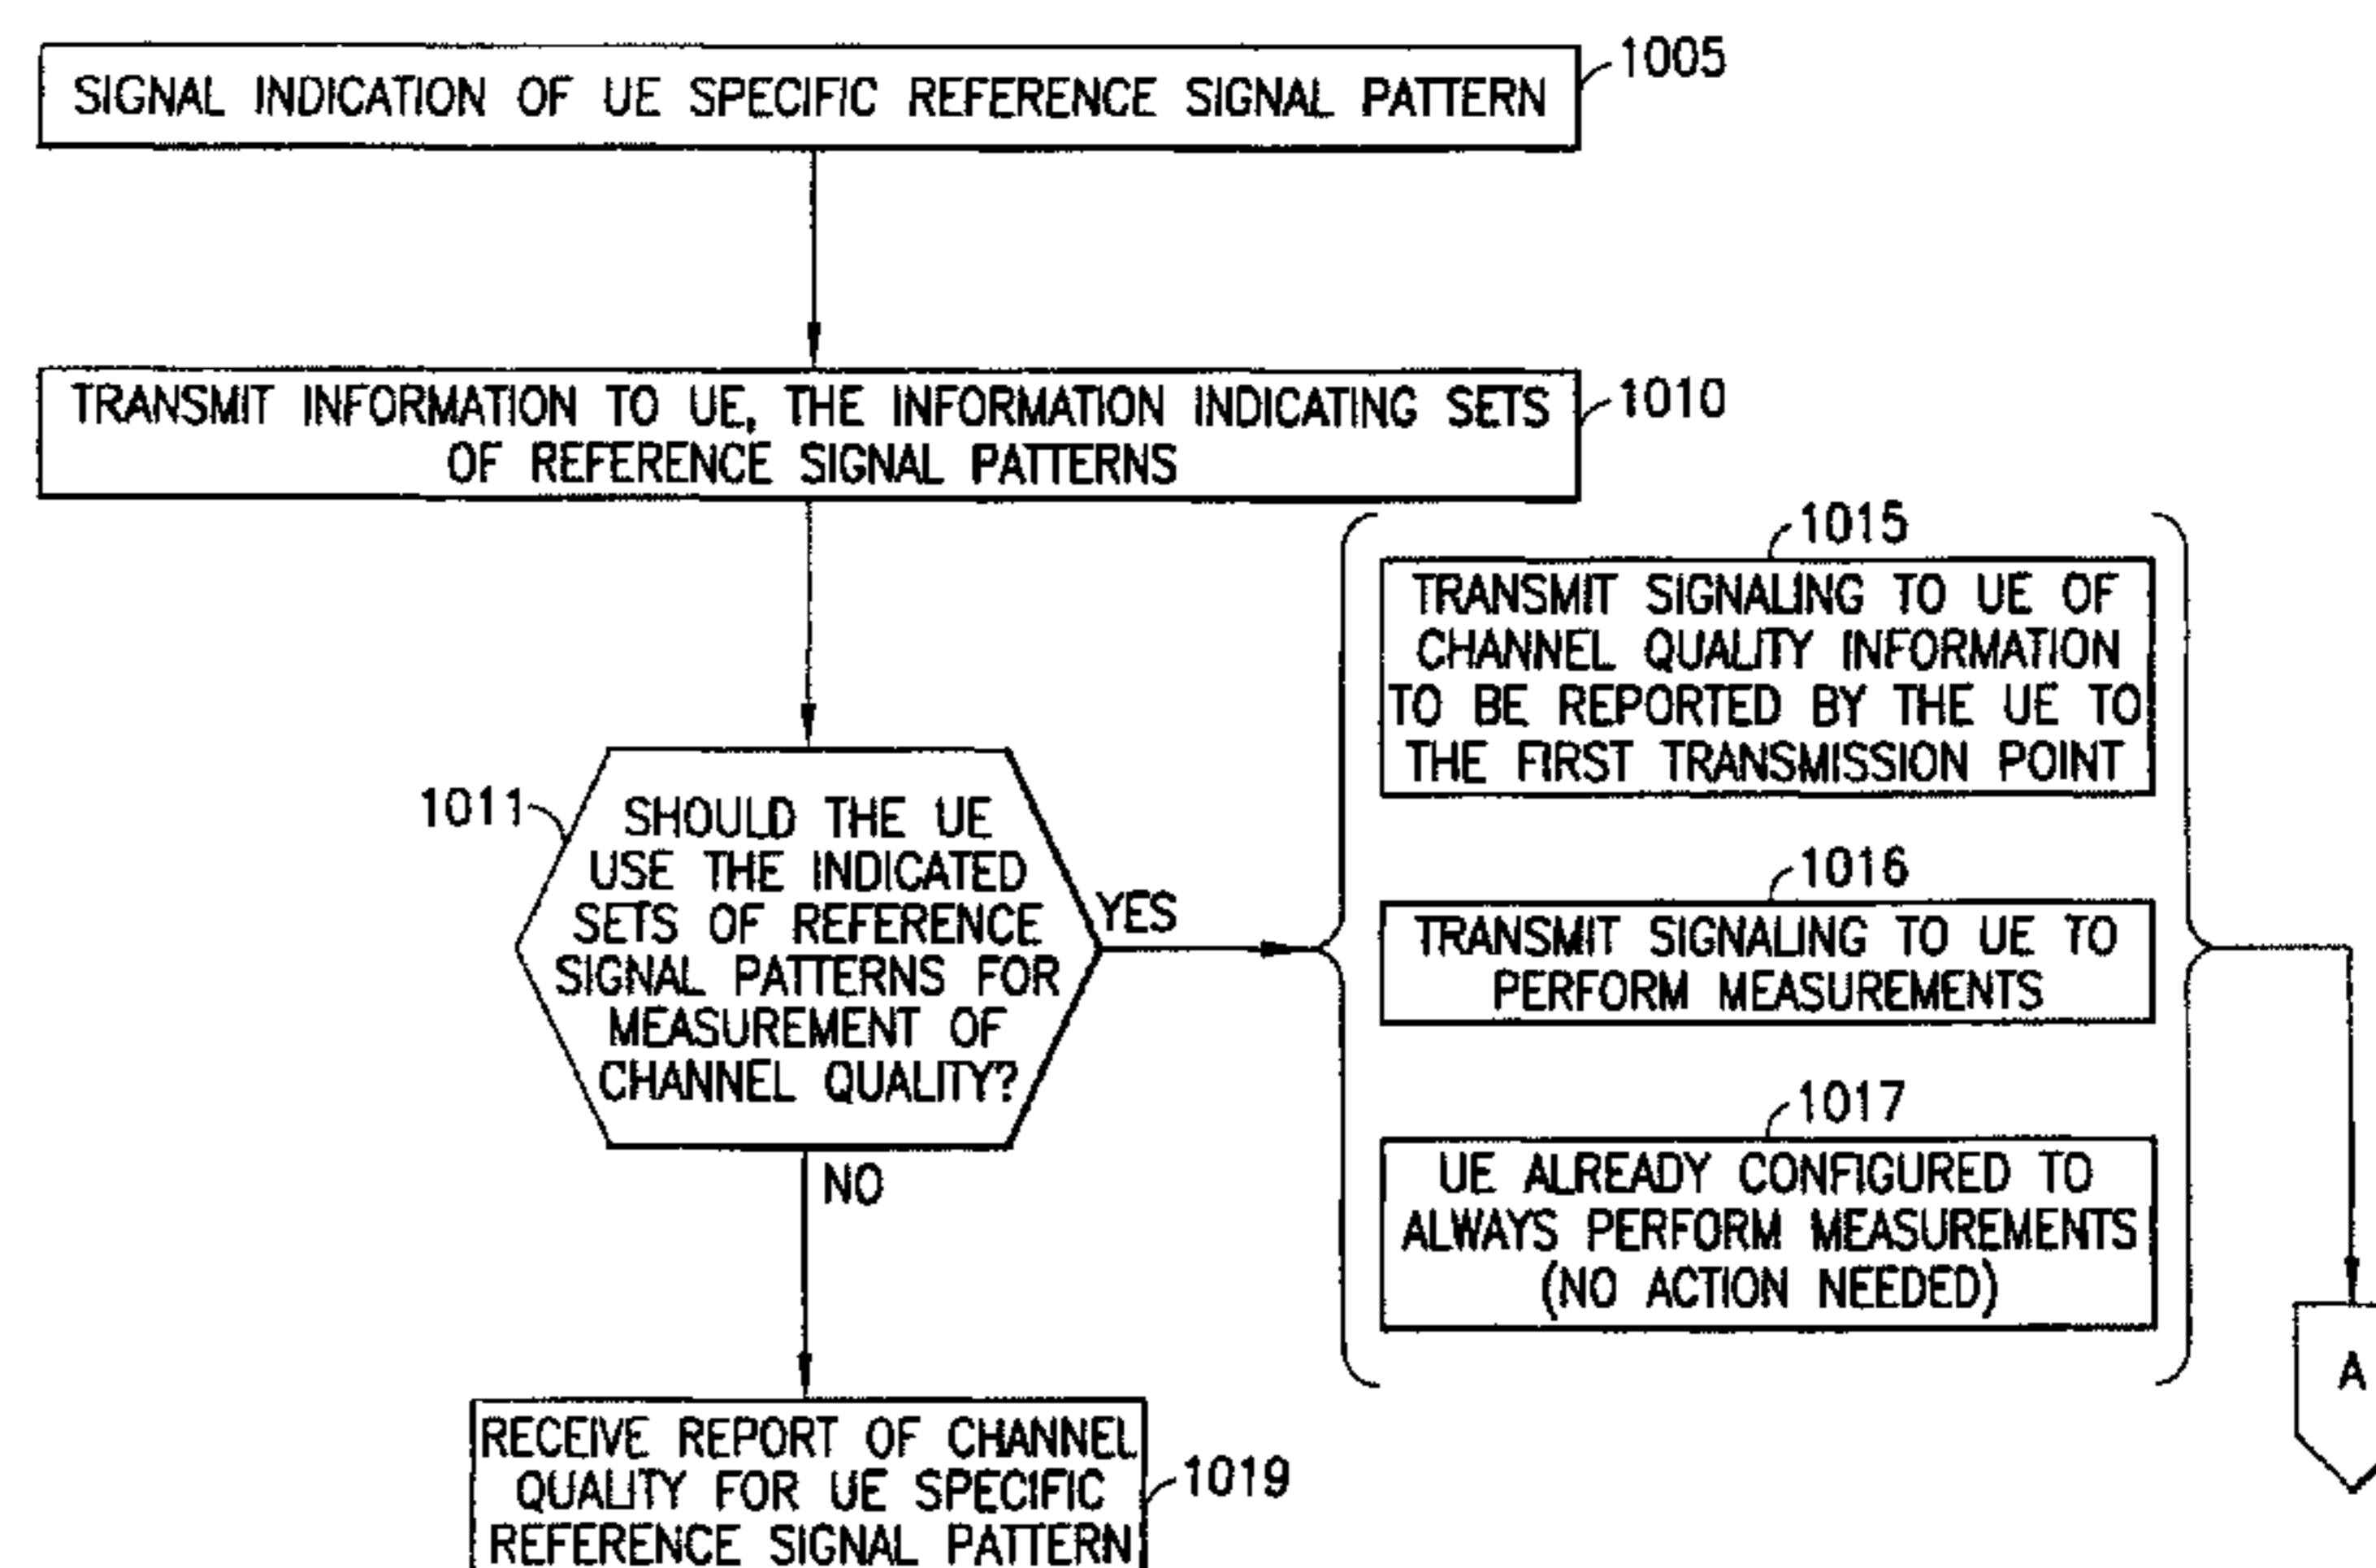 SIGNAL INDICATION OF UE SPECIFIC REFERENCE SIGNAL PATTERN
1005
TRANSMIT INFORMATION TO UE, THE INFORMATION INDICATING SETS
OF REFERENCE SIGNAL PATTERNS
1010
1011
SHOULD THE UE
USE THE INDICATED
SETS OF REFERENCE
SIGNAL PATTERNS FOR
MEASUREMENT OF
CHANNEL QUALITY?
YES
NO
1015
TRANSMIT SIGNALING TO UE OF
CHANNEL QUALITY INFORMATION
TO BE REPORTED BY THE UE TO
THE FIRST TRANSMISSION POINT
1016
TRANSMIT SIGNALING TO UE TO
PERFORM MEASUREMENTS
1017
UE ALREADY CONFIGURED TO
ALWAYS PERFORM MEASUREMENTS
(NO ACTION NEEDED)
A
RECEIVE REPORT OF CHANNEL
QUALITY FOR UE SPECIFIC
REFERENCE SIGNAL PATTERN
1019